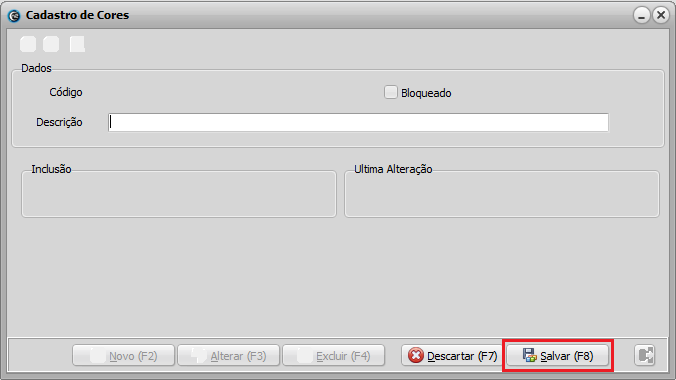 Cadastro de Cores
Dados
Código
Bloqueado
Descrição
Inclusão
Ultima Alteração
Novo (F2)
Alterar (F3)
Excluir (F4)
Descartar (F7)
Salvar (F8)